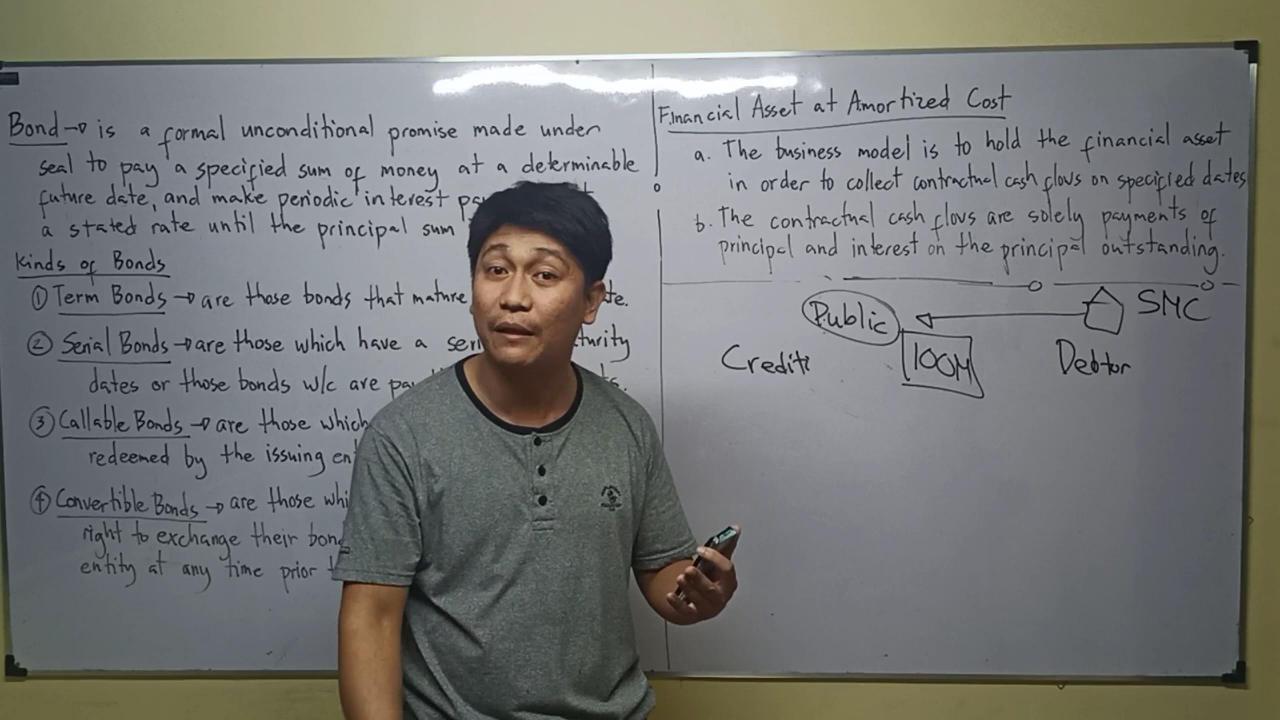 Bond → is a formal unconditional promise made under
seal to pay a specified sum of money at a determinable
future date, and make periodic interest
a stated rate until the principal sum
Kinds of Bonds
① Term Bonds → are those bonds that mature
② Serial Bonds → are those which have a
dates or those bonds w/c are
③ Callable Bonds → are those which
redeemed by the issuing
④ Convertible Bonds → are those
right to exchange their
entity at any time prior
Financial Asset at Amortized Cost
a. The business model is to hold the financial asset
in order to collect contractual cash flows on specified dates
b. The contractual cash flows are solely payments of
principal and interest on the principal outstanding.
Public SMC
100M
Debtor